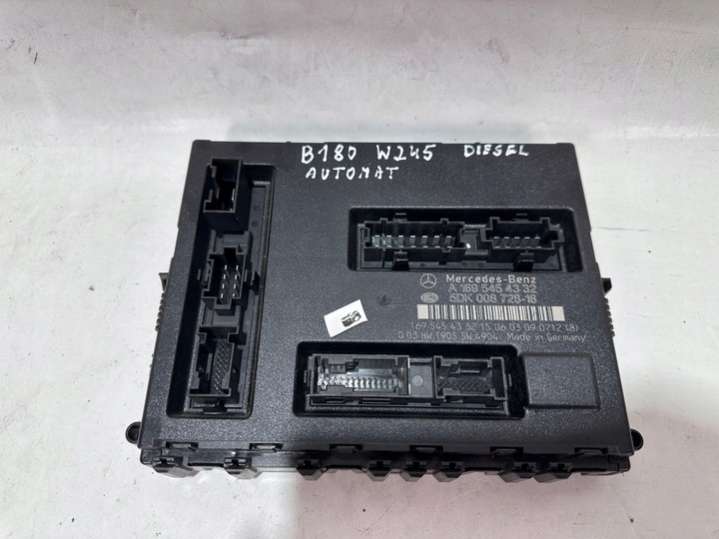 B180 W245 DIESEL
AUTOMAT
Mercedes-Benz
A 169 545 43 32
5DK 008 728-18
Made in Germany